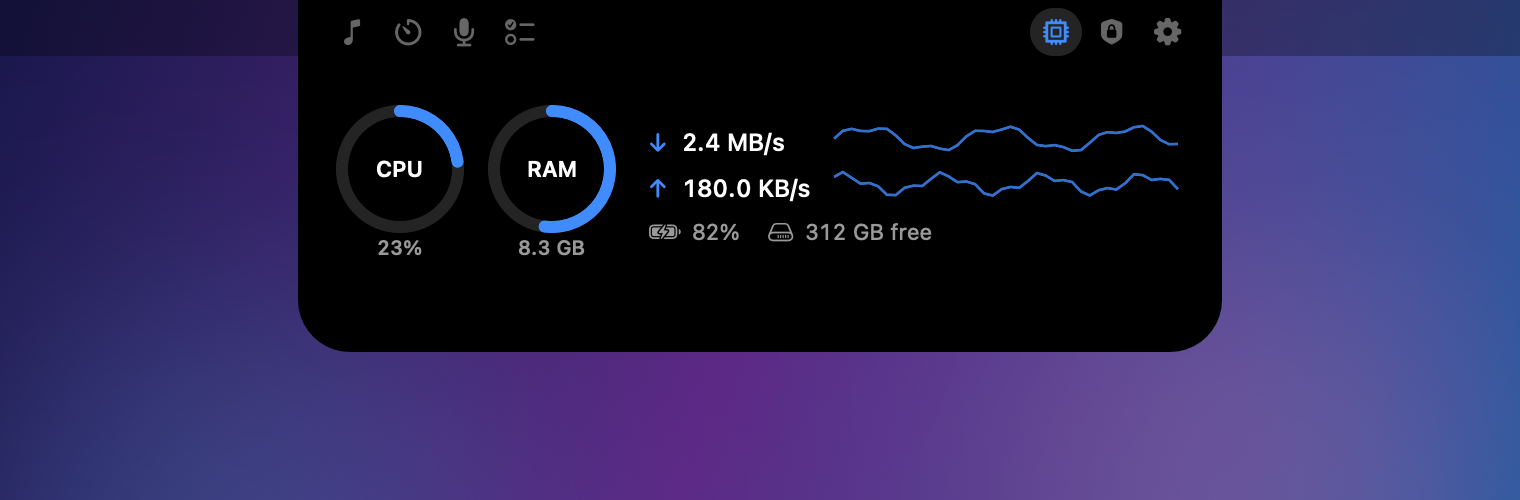 CPU
23%
RAM
8.3 GB
2.4 MB/s
180.0 KB/s
82%
312 GB free